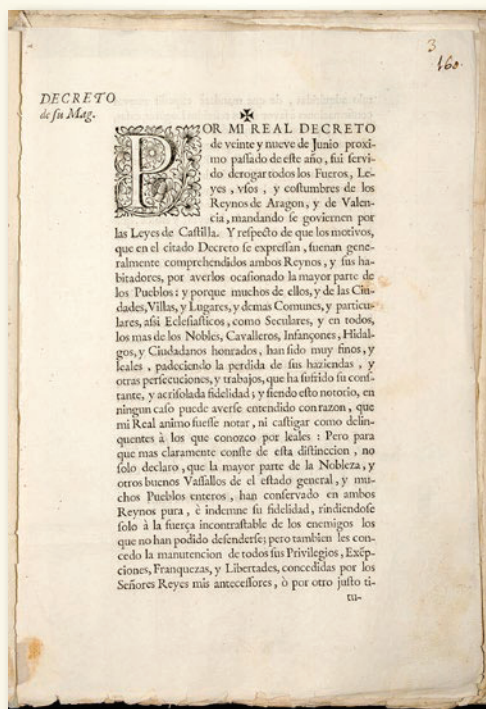 3
160.
DECRETO
de ſu Mag.
✠
POR MI REAL DECRETO
de veinte y nueve de Junio proxi-
mo paſſado de eſte año, fui ſervi-
do derogar todos los Fueros, Le-
yes, vſos, y coſtumbres de los
Reynos de Aragon, y de Valen-
cia, mandando ſe goviernen por
las Leyes de Caſtilla. Y reſpecto de que los motivos,
que en el citado Decreto ſe expreſſan, ſuenan gene-
ralmente comprehendidos ambos Reynos, y ſus ha-
bitadores, por averlos ocaſionado la mayor parte de
los Pueblos: y porque muchos de ellos, y de las Ciu-
dades, Villas, y Lugares, y demas Comunes, y particu-
lares, aſsi Ecleſiaſticos, como Seculares, y en todos,
los mas de los Nobles, Cavalleros, Infançones, Hidal-
gos, y Ciudadanos honrados, han ſido muy finos, y
leales, padeciendo la perdida de ſus haziendas, y
otras perſecuciones, y trabajos, que ha ſufrido ſu conſ-
tante, y acriſolada fidelidad; y ſiendo eſto notorio, en
ningun caſo puede averſe entendido con razon, que
mi Real animo fueſſe notar, ni caſtigar como delin-
quentes à los que conozco por leales: Pero para
que mas claramente conſte de eſta diſtincion, no
ſolo declaro, que la mayor parte de la Nobleza, y
otros buenos Vaſſallos de el eſtado general, y mu-
chos Pueblos enteros, han conſervado en ambos
Reynos pura, è indemne ſu fidelidad, rindiendoſe
ſolo à la fuerça incontraſtable de los enemigos los
que no han podido defenderſe; pero tambien les con-
cedo la manutencion de todos ſus Privilegios, Exẽp-
ciones, Franquezas, y Libertades, concedidas por los
Señores Reyes mis anteceſſores, ò por otro juſto ti-
tu-